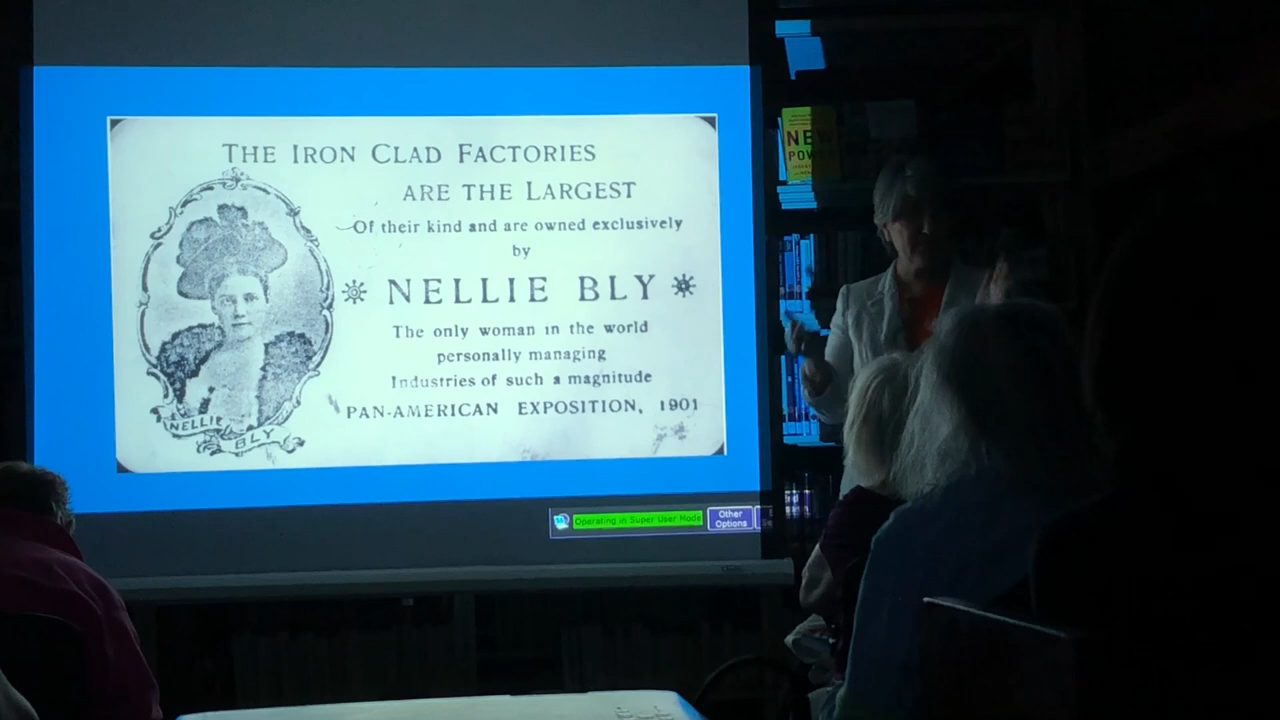 THE IRON CLAD FACTORIES
ARE THE LARGEST
Of their kind and are owned exclusively
by
NELLIE BLY
The only woman in the world
personally managing
Industries of such a magnitude
PAN-AMERICAN EXPOSITION, 1901
NELLIE
BLY
Operating in Super User Mode
Other
Options
NEW